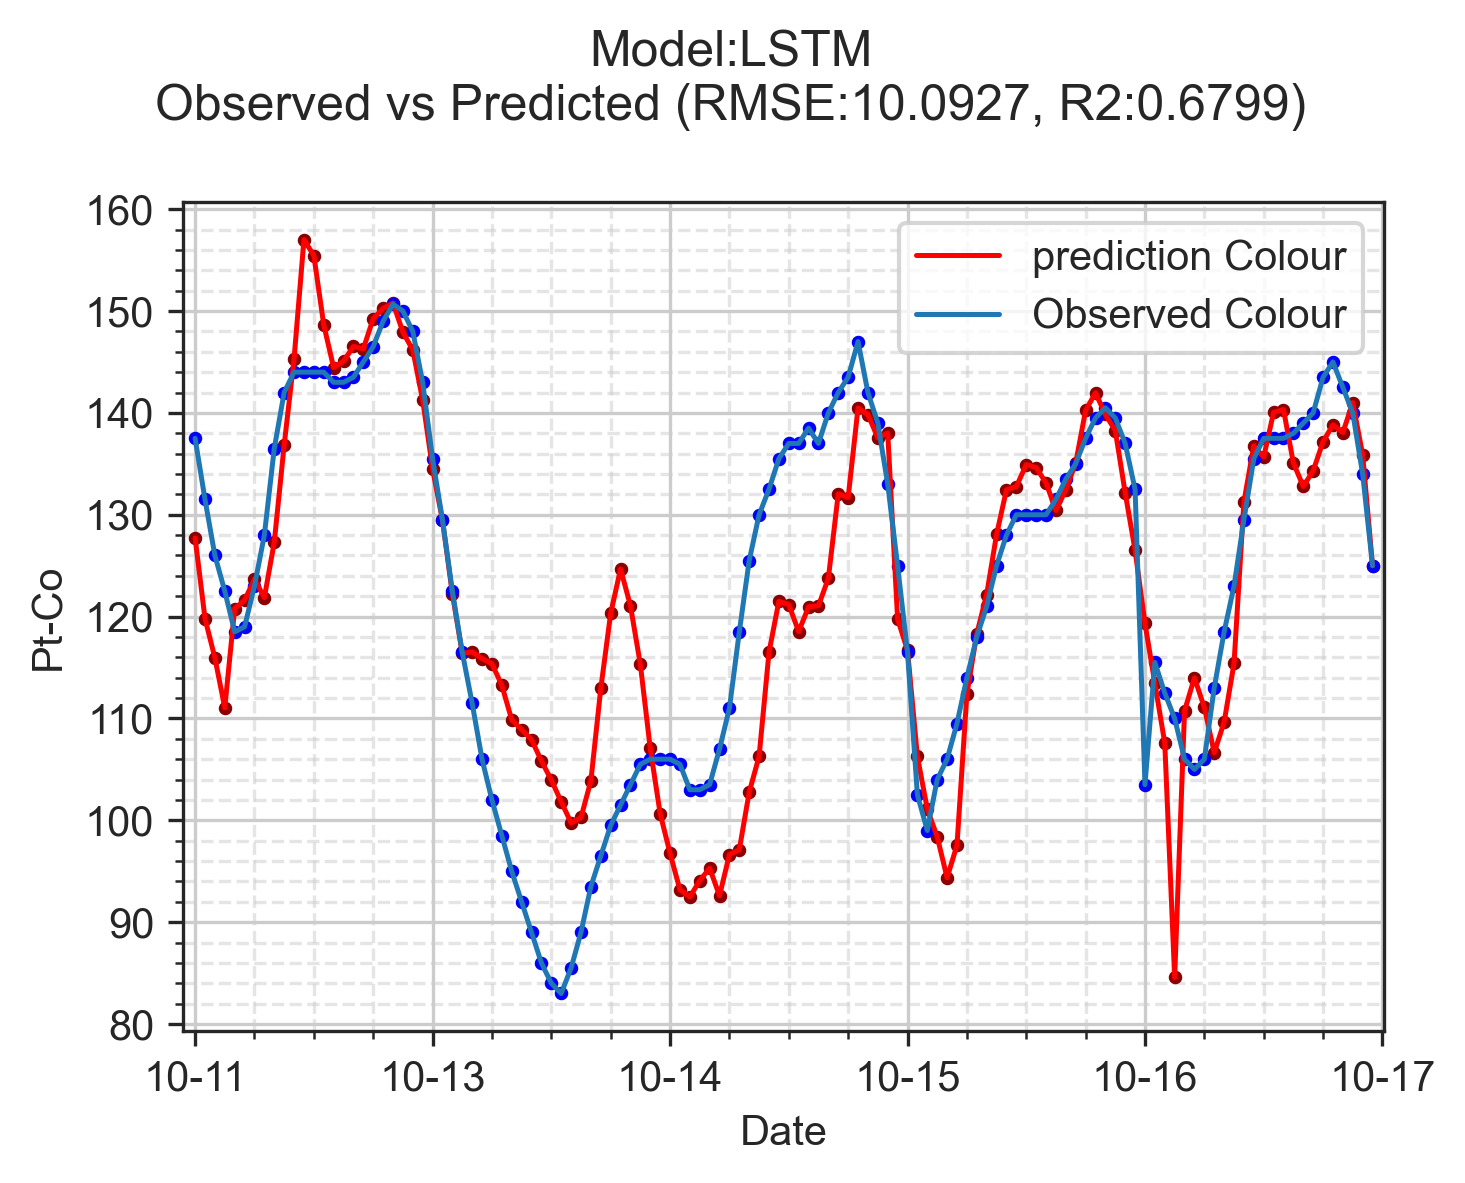 Model:LSTM
Observed vs Predicted (RMSE:10.0927, R2:0.6799)
160
150
140
130
120
110
100
90
80
Pt-Co
prediction Colour
Observed Colour
10-11 10-13 10-14 10-15 10-16 10-17
Date